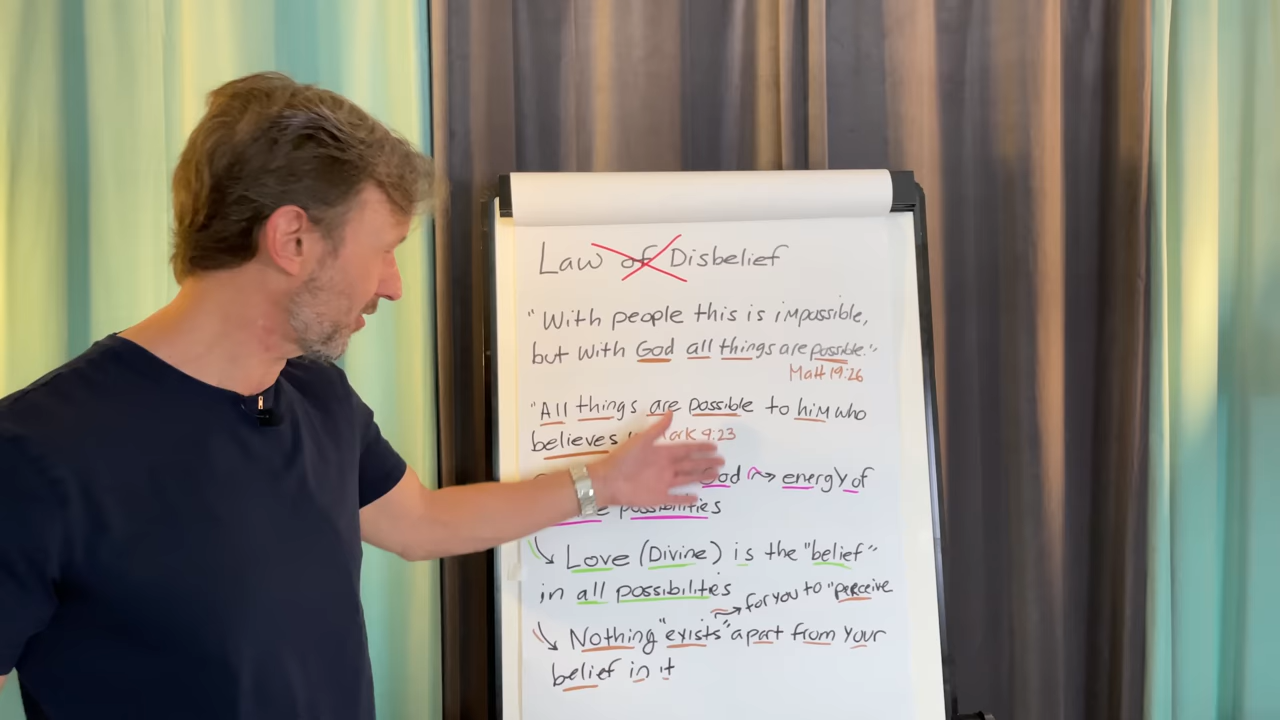 Law of Disbelief
"With people this is impossible,
but with God all things are possible."
Matt 19:26
"All things are possible to him who
believes
9:23
God → energy of
possibilities
↳ Love (Divine) is the "belief"
in all possibilties
→ for you to "perceive
↳ Nothing "exists" apart from your
belief in it